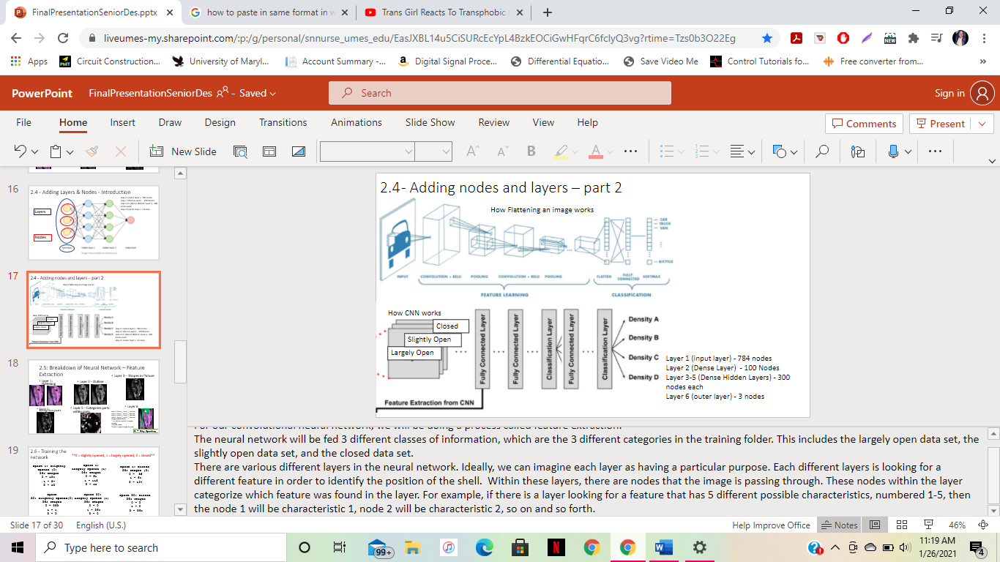 FinalPresentationSeniorDes.pptx
how to paste in same format in w
Trans Girl Reacts To Transphobic
liveumes-my.sharepoint.com/:p:/g/personal/snnurse_umes_edu/EasJXBL14u5CiSURcEcYpL4BzkEOCiGwHFqrC6fclyQ3vg?rtime=Tzs0b3O22Eg
Apps
Circuit Construction...
University of Maryl...
Account Summary -...
Digital Signal Proce...
Differential Equatio...
Save Video Me
Control Tutorials fo...
Free converter from...
PowerPoint
FinalPresentationSeniorDes - Saved
Search
Sign in
File Home Insert Draw Design Transitions Animations Slide Show Review View Help
Comments
Present
New Slide
16
2.4 - Adding Layers & Nodes - Introduction
Layers
Nodes
17
2.4 - Adding nodes and layers – part 2
18
2.5: Breakdown of Neural Network – Feature
Extraction
19
2.6 - Training the
network
**0 = slightly opened, 1 = largely opened, 2 = closed**
2.4- Adding nodes and layers – part 2
How Flattening an image works
CAR
TRUCK
VAN
BICYCLE
INPUT
CONVOLUTION + RELU
POOLING
CONVOLUTION + RELU
POOLING
FLATTEN
FULLY
CONNECTED
SOFTMAX
FEATURE LEARNING
CLASSIFICATION
How CNN works
Closed
Slightly Open
Largely Open
Fully Connected Layer
Fully Connected Layer
Classification Layer
Fully Connected Layer
Classification Layer
Density A
Density B
Density C
Density D
Feature Extraction from CNN
Layer 1 (input layer) - 784 nodes
Layer 2 (Dense Layer) - 100 Nodes
Layer 3-5 (Dense Hidden Layers) - 300
nodes each
Layer 6 (outer layer) - 3 nodes
For our convolutional neural network, we will be using a process called feature extraction.
The neural network will be fed 3 different classes of information, which are the 3 different categories in the training folder. This includes the largely open data set, the
slightly open data set, and the closed data set.
There are various different layers in the neural network. Ideally, we can imagine each layer as having a particular purpose. Each different layers is looking for a
different feature in order to identify the position of the shell. Within these layers, there are nodes that the image is passing through. These nodes within the layer
categorize which feature was found in the layer. For example, if there is a layer looking for a feature that has 5 different possible characteristics, numbered 1-5, then
the node 1 will be characteristic 1, node 2 will be characteristic 2, so on and so forth.
Slide 17 of 30
English (U.S.)
Help Improve Office
Notes
46%
Type here to search
99+
11:19 AM
1/26/2021
4